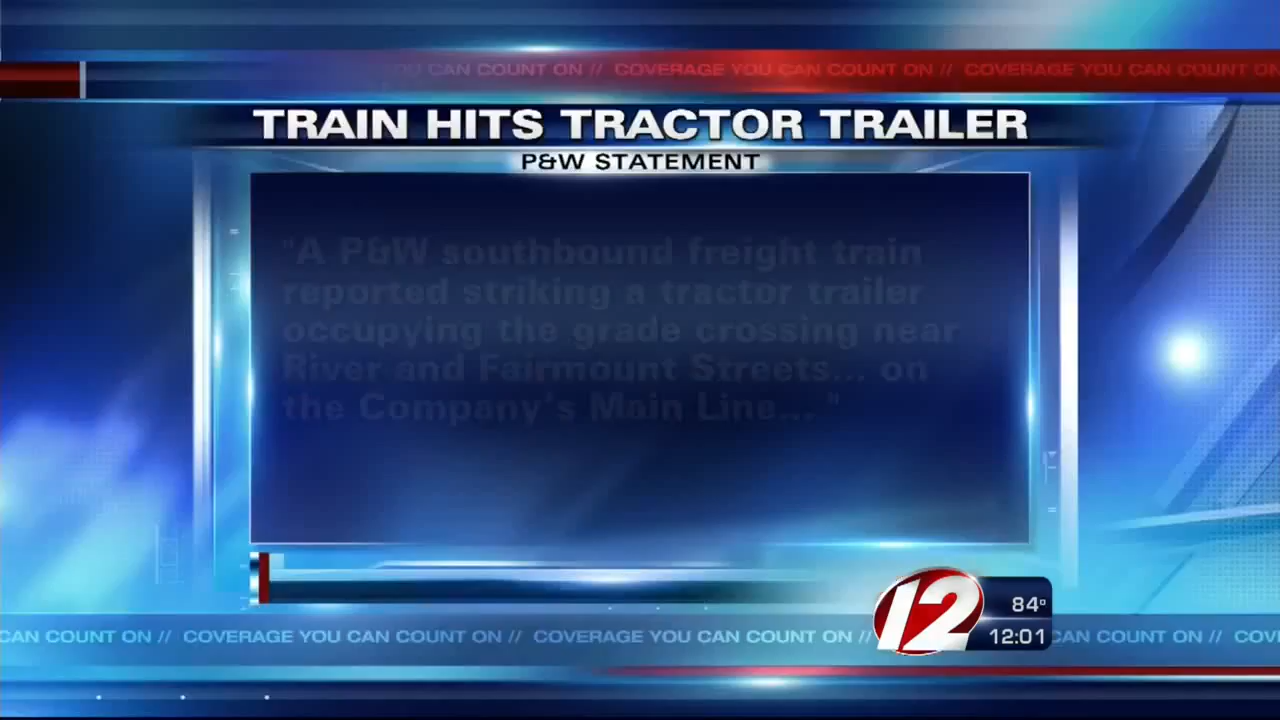 YOU CAN COUNT ON // COVERAGE YOU CAN COUNT ON // COVERAGE YOU CAN COUNT ON
TRAIN HITS TRACTOR TRAILER
P&W STATEMENT
"A P&W southbound freight train
reported striking a tractor trailer
occupying the grade crossing near
River and Fairmount Streets... on
the Company's Main Line... "
12
84°
12:01
CAN COUNT ON // COVERAGE YOU CAN COUNT ON // COVERAGE YOU CAN COUNT ON // CAN COUNT ON // COV